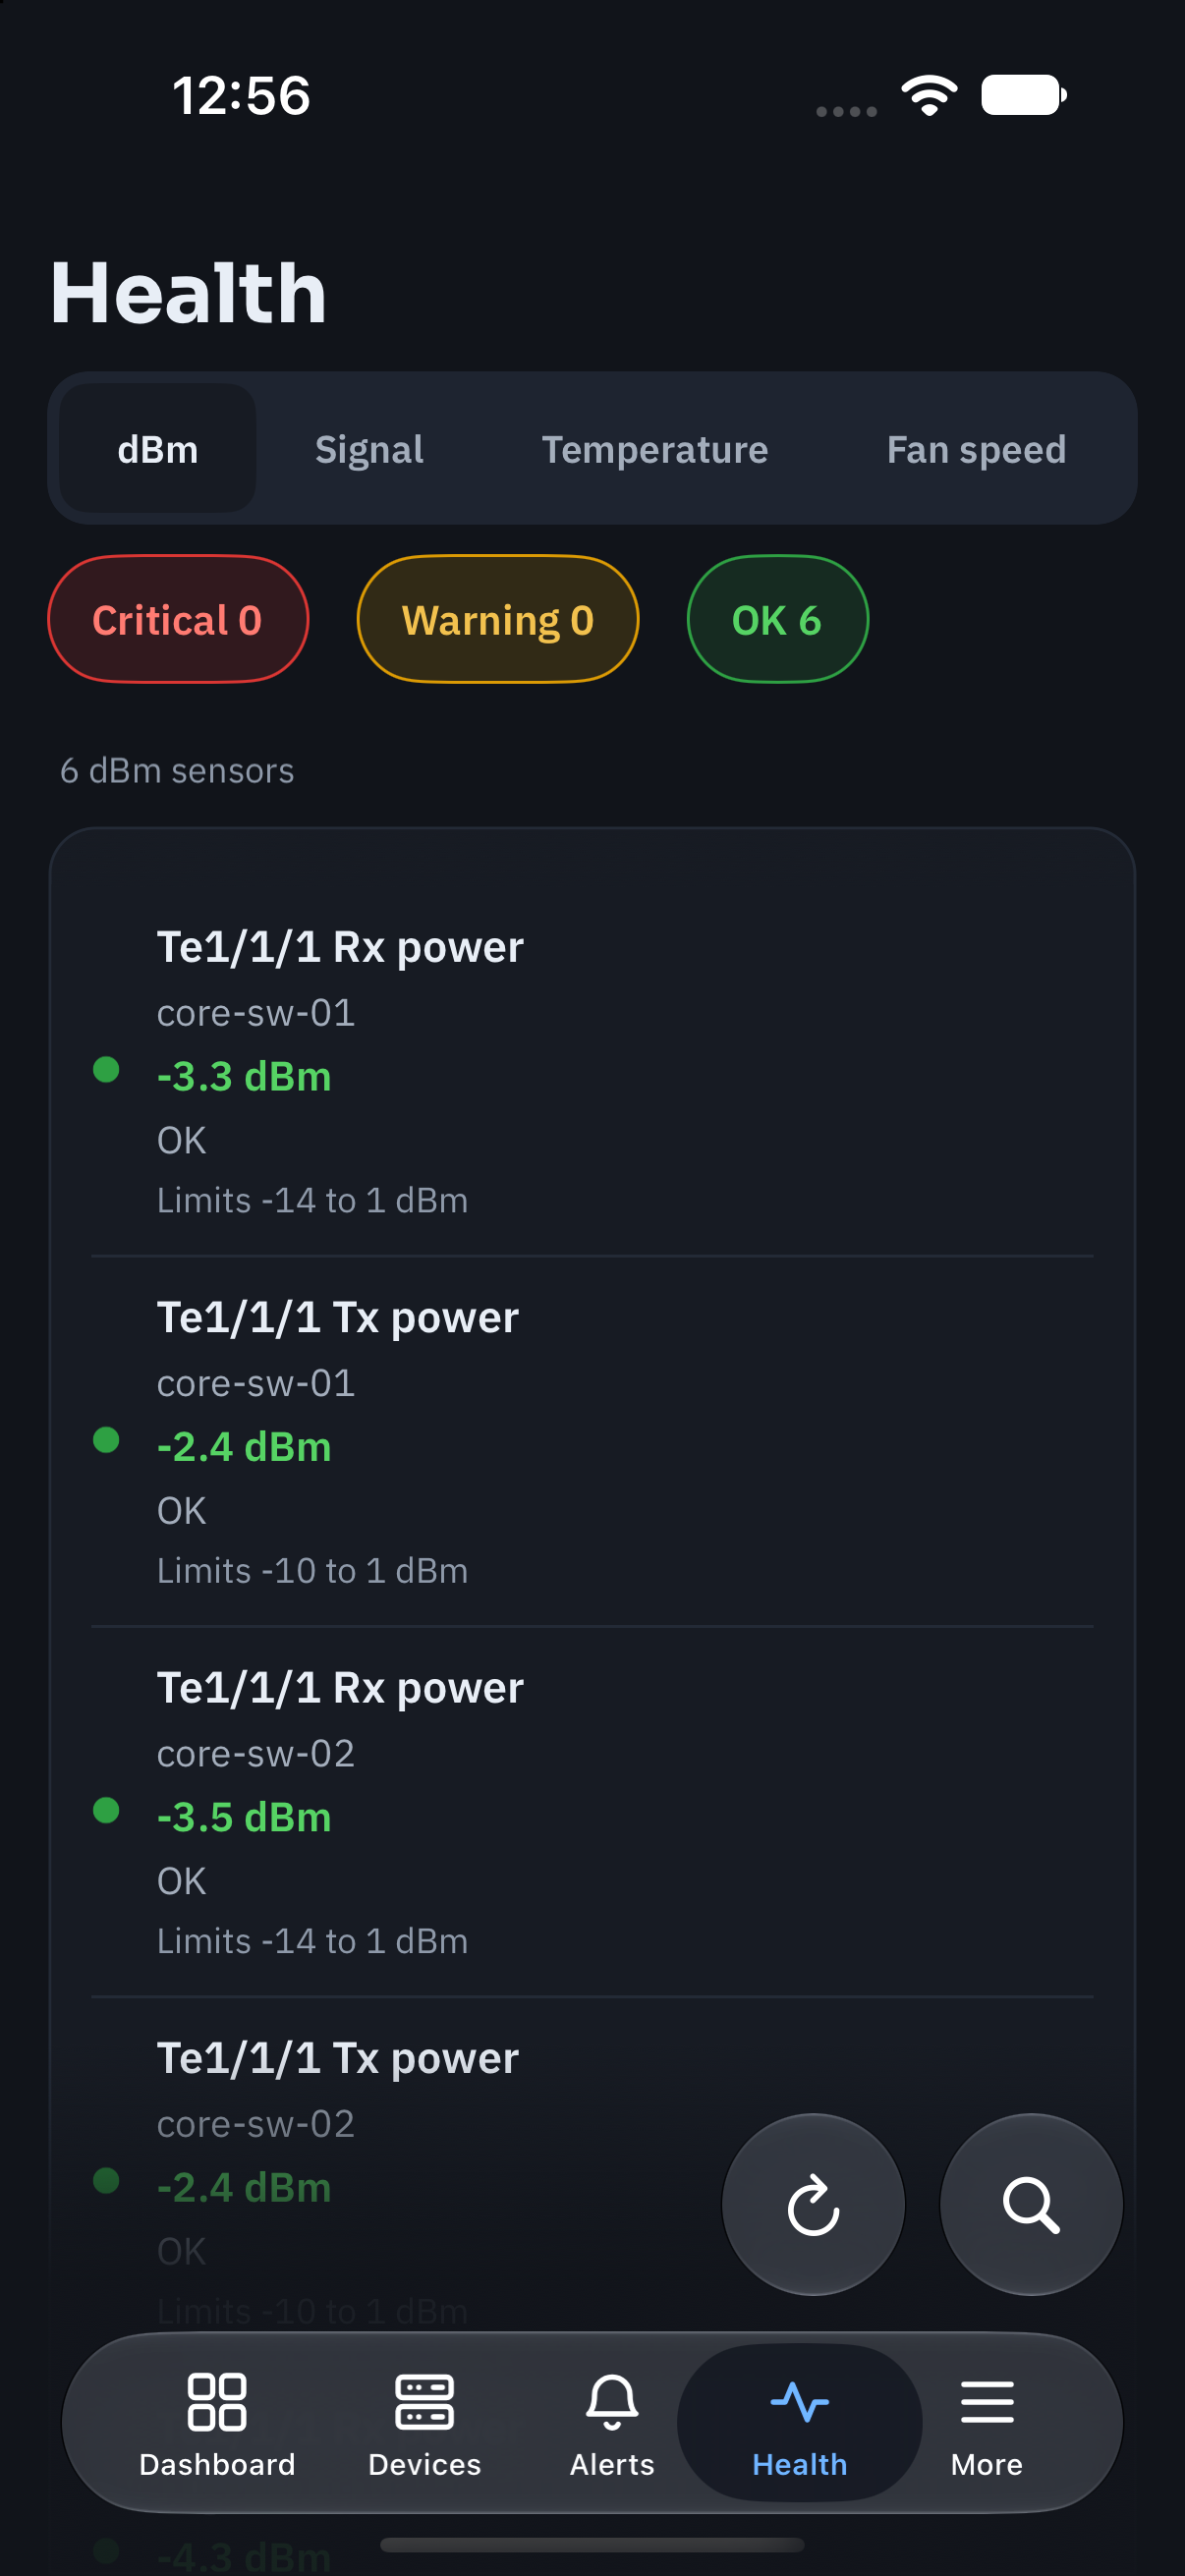 12:56
Health
dBm Signal Temperature Fan speed
Critical 0 Warning 0 OK 6
6 dBm sensors
Te1/1/1 Rx power
core-sw-01
-3.3 dBm
OK
Limits -14 to 1 dBm
Te1/1/1 Tx power
core-sw-01
-2.4 dBm
OK
Limits -10 to 1 dBm
Te1/1/1 Rx power
core-sw-02
-3.5 dBm
OK
Limits -14 to 1 dBm
Te1/1/1 Tx power
core-sw-02
-2.4 dBm
OK
Limits -10 to 1 dBm
Dashboard Devices Alerts Health More
-4.3 dBm